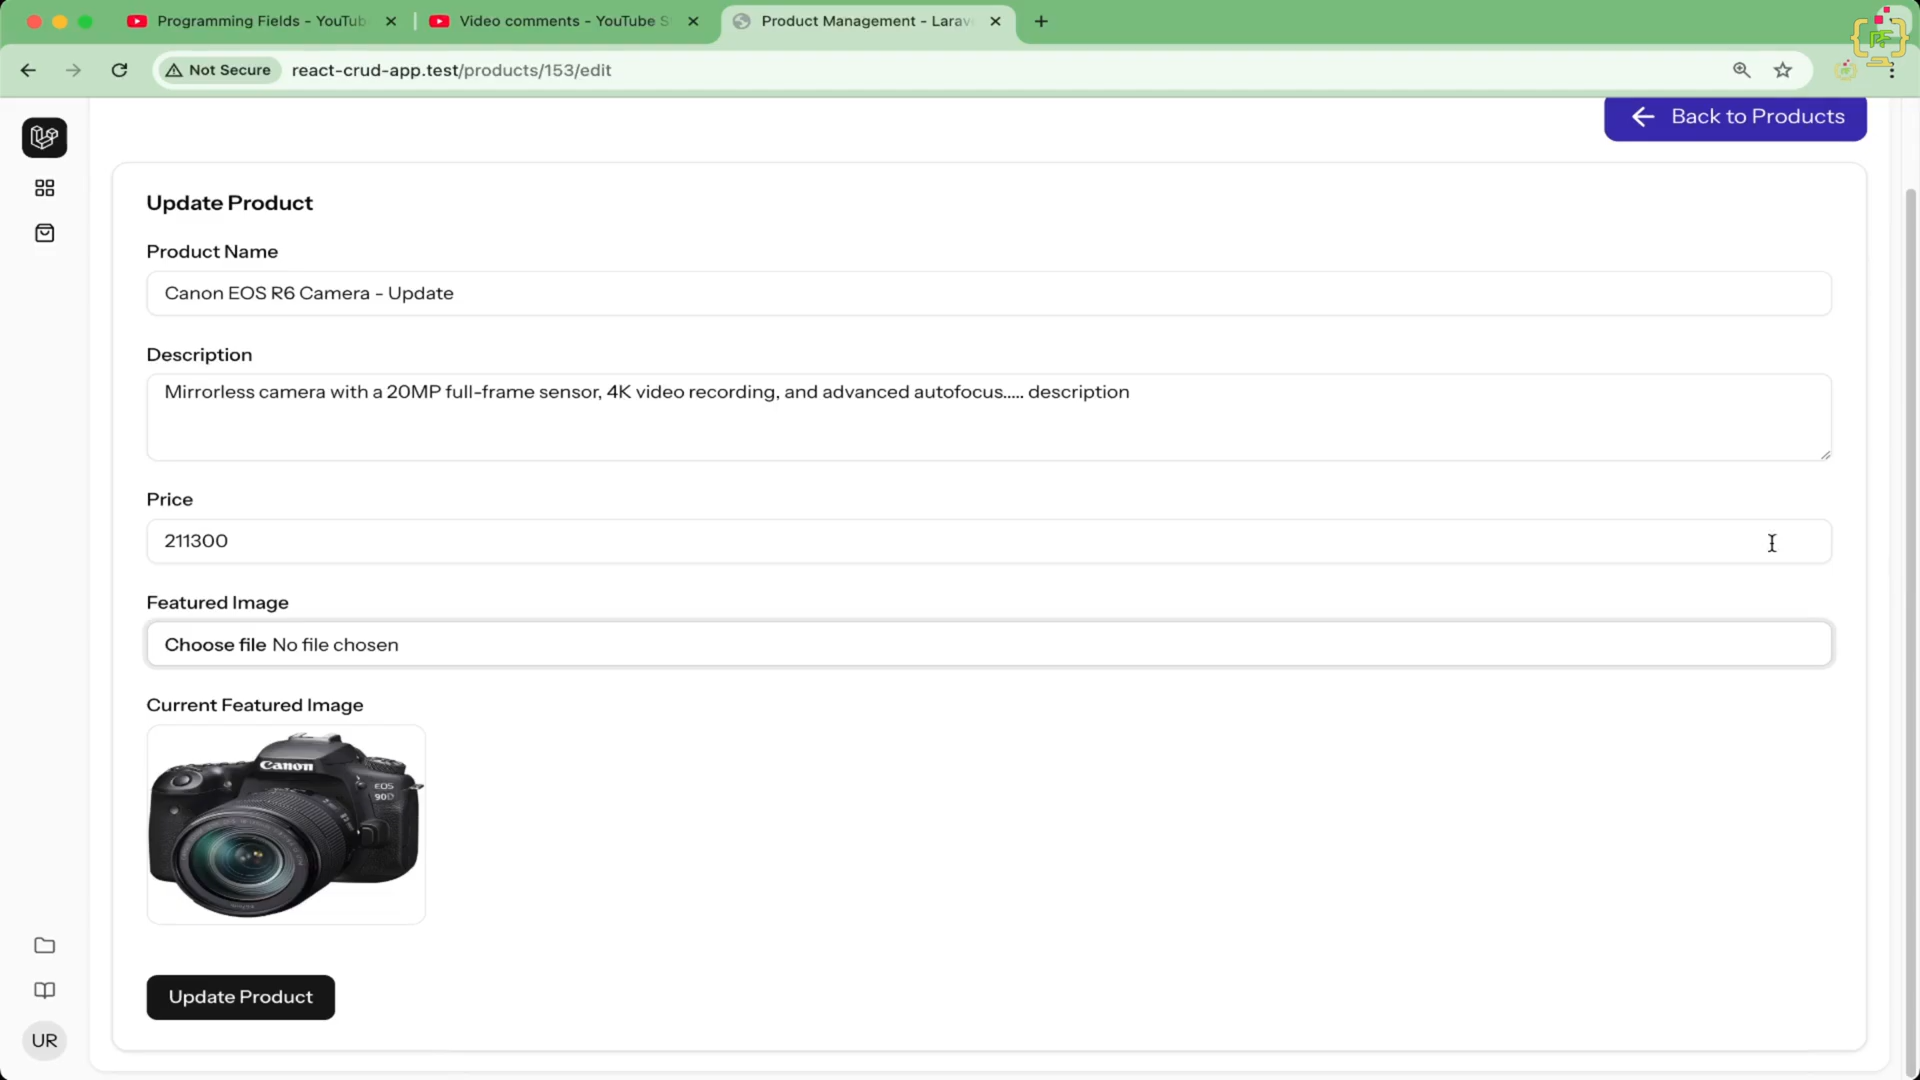 Programming Fields - YouTub
Video comments - YouTube S
Product Management - Larav
Not Secure
react-crud-app.test/products/153/edit
Back to Products
Update Product
Product Name
Canon EOS R6 Camera - Update
Description
Mirrorless camera with a 20MP full-frame sensor, 4K video recording, and advanced autofocus..... description
Price
211300
Featured Image
Choose file No file chosen
Current Featured Image
Canon
EOS
90D
Update Product
UR